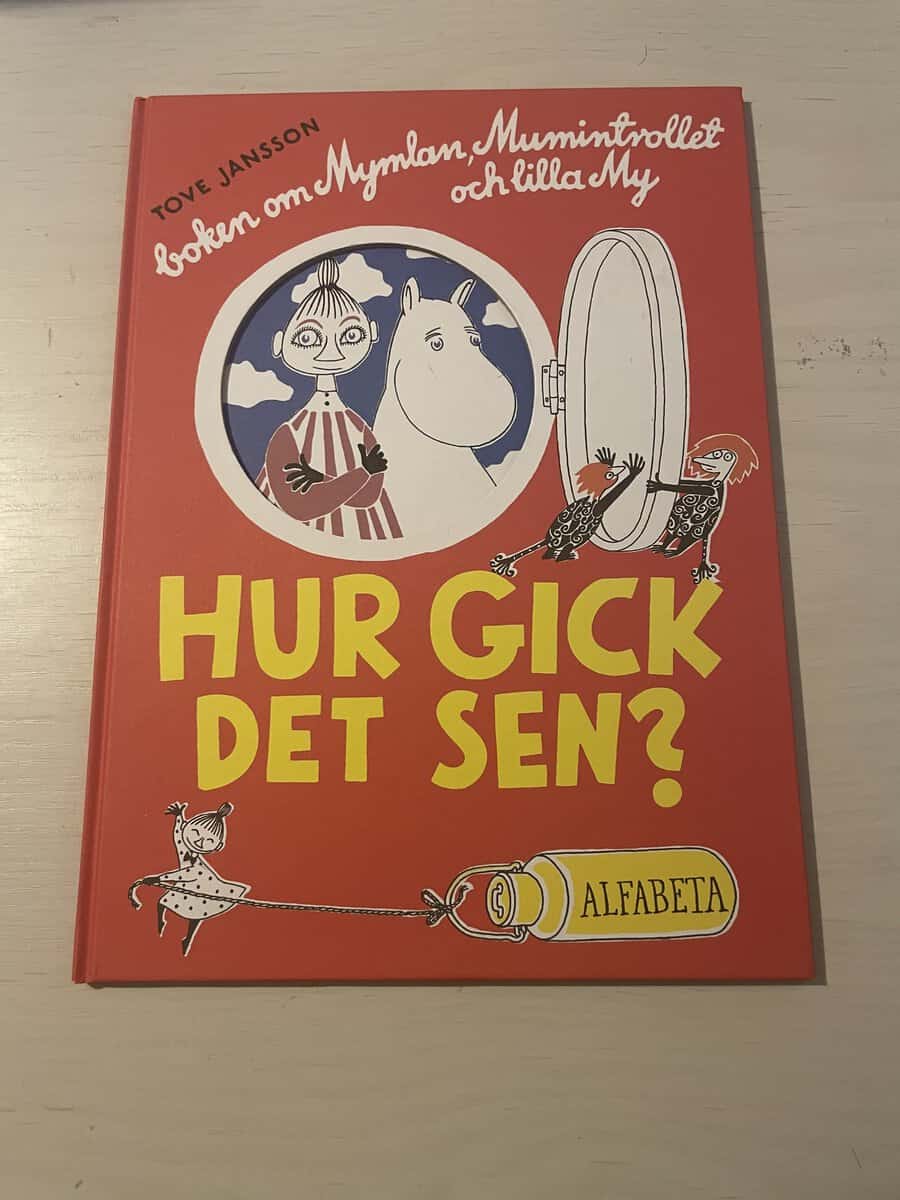 TOVE JANSSON
boken om Mymlan, Mumintrollet
och lilla My
HUR GICK
DET SEN?
ALFABETA